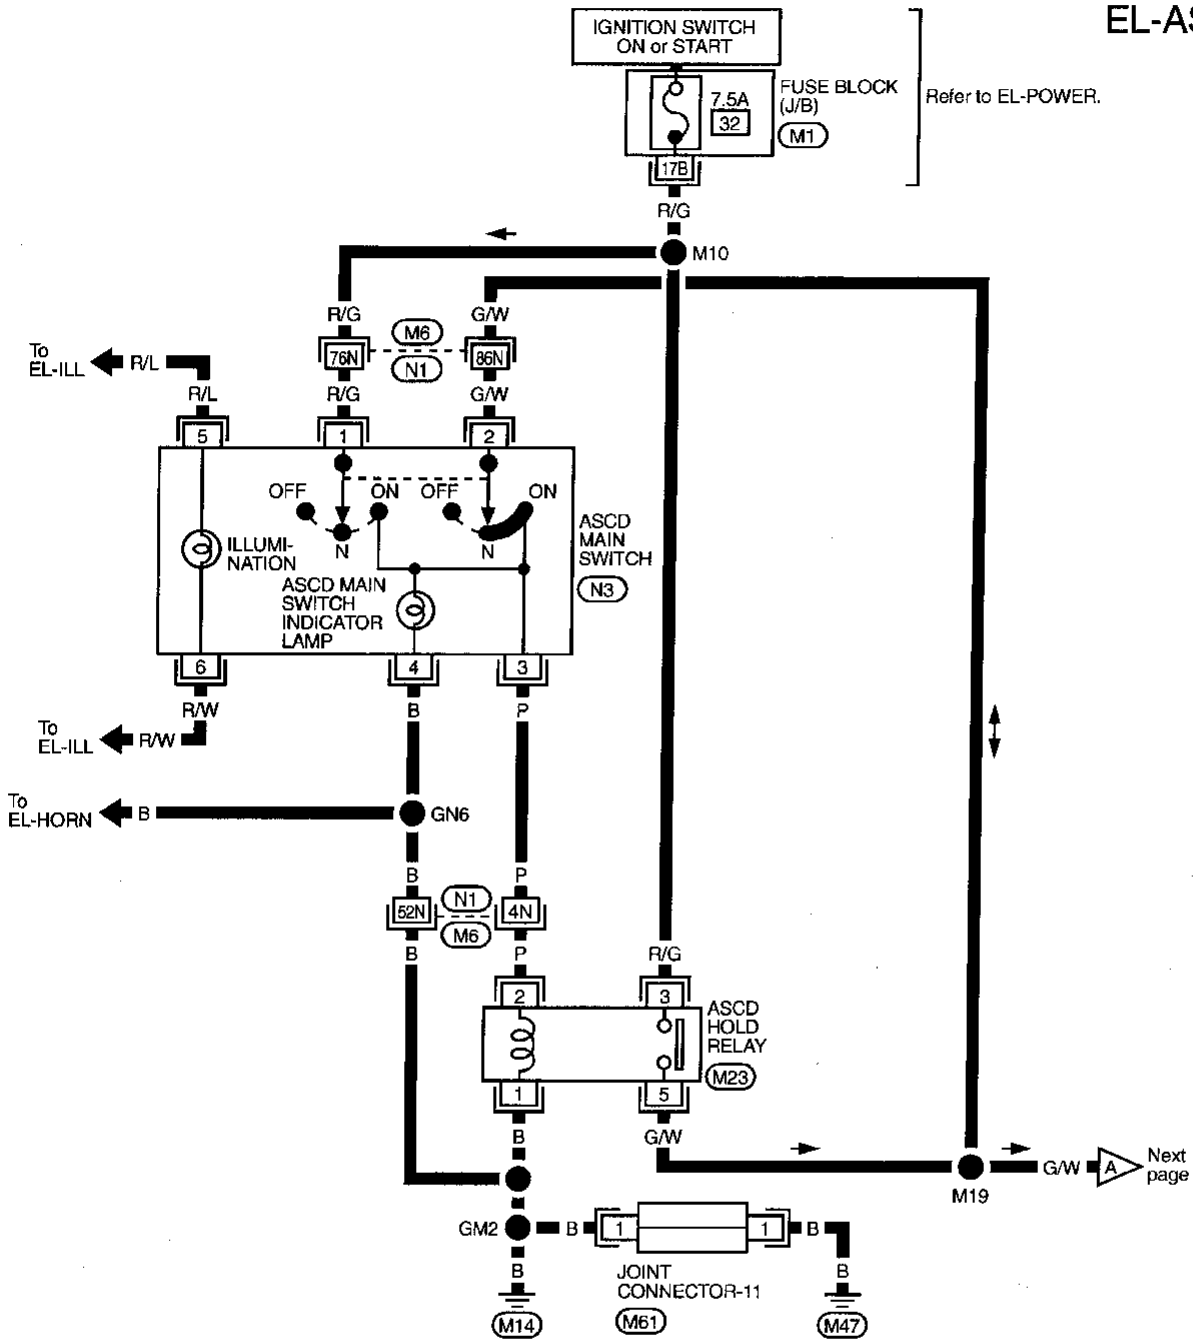 EL-AS
IGNITION SWITCH
ON or START
FUSE BLOCK
(J/B)
7.5A
32
M1
Refer to EL-POWER.
17B
R/G
M10
R/G
G/W
M6
76N
86N
N1
To
EL-ILL
R/L
R/L
R/G
G/W
5
1
2
OFF
ON
OFF
ON
N
N
ILLUMI-
NATION
ASCD MAIN
SWITCH
INDICATOR
LAMP
ASCD
MAIN
SWITCH
N3
6
4
3
R/W
B
P
To
EL-ILL
R/W
To
EL-HORN
B
GN6
B
P
N1
52N
4N
M6
B
P
R/G
2
3
ASCD
HOLD
RELAY
M23
1
5
B
G/W
G/W
A
Next
page
M19
GM2
B
1
1
B
B
JOINT
CONNECTOR-11
B
M14
M61
M47